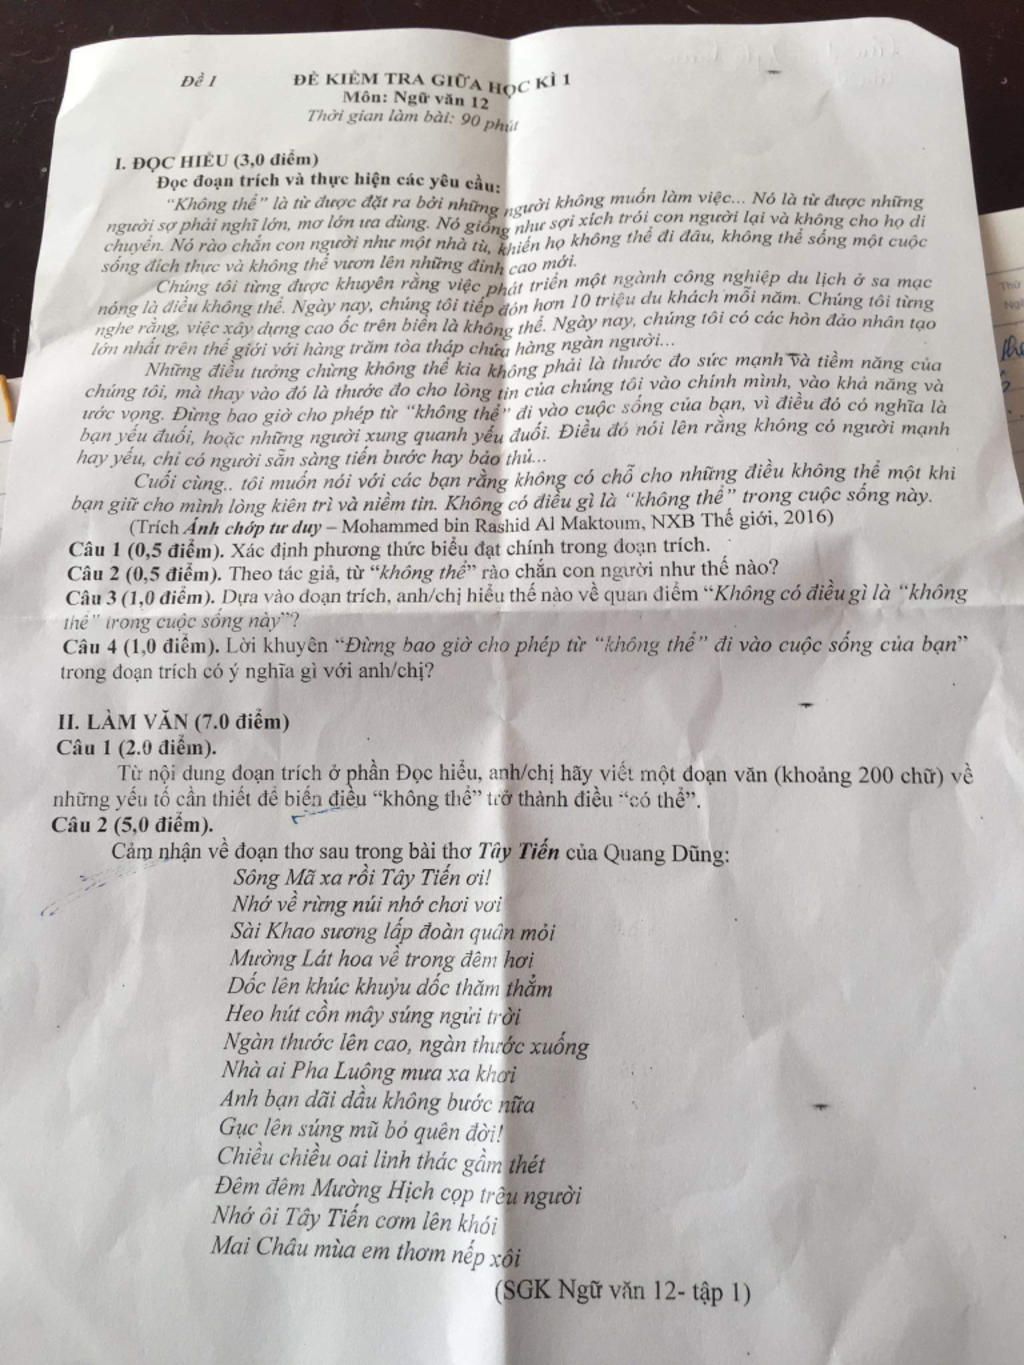 Đề 1 ĐỀ KIỂM TRA GIỮA HỌC KÌ 1
Môn: Ngữ văn 12
Thời gian làm bài: 90 phút
I. ĐỌC HIỂU (3,0 điểm)
Đọc đoạn trích và thực hiện các yêu cầu:
“Không thể” là từ được đặt ra bởi những người không muốn làm việc... Nó là từ được những
người sợ phải nghĩ lớn, mơ lớn ưa dùng. Nó giống như sợi xích trói con người lại và không cho họ di
chuyển. Nó rào chắn con người như một nhà tù, khiến họ không thể đi đâu, không thể sống một cuộc
sống đích thực và không thể vươn lên những đỉnh cao mới.
Chúng tôi từng được khuyên rằng việc phát triển một ngành công nghiệp du lịch ở sa mạc
nóng là điều không thể. Ngày nay, chúng tôi tiếp đón hơn 10 triệu du khách mỗi năm. Chúng tôi từng
nghe rằng, việc xây dựng cao ốc trên biển là không thể. Ngày nay, chúng tôi có các hòn đảo nhân tạo
lớn nhất trên thế giới với hàng trăm tòa tháp chứa hàng ngàn người...
Những điều tưởng chừng không thể kia không phải là thước đo sức mạnh và tiềm năng của
chúng tôi, mà thay vào đó là thước đo cho lòng tin của chúng tôi vào chính mình, vào khả năng và
ước vọng. Đừng bao giờ cho phép từ “không thể” đi vào cuộc sống của bạn, vì điều đó có nghĩa là
bạn yếu đuối, hoặc những người xung quanh yếu đuối. Điều đó nói lên rằng không có người mạnh
hay yếu, chỉ có người sẵn sàng tiến bước hay bảo thủ...
Cuối cùng.. tôi muốn nói với các bạn rằng không có chỗ cho những điều không thể một khi
bạn giữ cho mình lòng kiên trì và niềm tin. Không có điều gì là “không thể” trong cuộc sống này.
(Trích Ánh chớp tư duy – Mohammed bin Rashid Al Maktoum, NXB Thế giới, 2016)
Câu 1 (0,5 điểm). Xác định phương thức biểu đạt chính trong đoạn trích.
Câu 2 (0,5 điểm). Theo tác giả, từ “không thể” rào chắn con người như thế nào?
Câu 3 (1,0 điểm). Dựa vào đoạn trích, anh/chị hiểu thế nào về quan điểm “Không có điều gì là “không
thể” trong cuộc sống này”?
Câu 4 (1,0 điểm). Lời khuyên “Đừng bao giờ cho phép từ “không thể” đi vào cuộc sống của bạn”
trong đoạn trích có ý nghĩa gì với anh/chị?
II. LÀM VĂN (7.0 điểm)
Câu 1 (2.0 điểm).
Từ nội dung đoạn trích ở phần Đọc hiểu, anh/chị hãy viết một đoạn văn (khoảng 200 chữ) về
những yếu tố cần thiết để biến điều “không thể” trở thành điều “có thể”.
Câu 2 (5,0 điểm).
Cảm nhận về đoạn thơ sau trong bài thơ Tây Tiến của Quang Dũng:
Sông Mã xa rồi Tây Tiến ơi!
Nhớ về rừng núi nhớ chơi vơi
Sài Khao sương lấp đoàn quân mỏi
Mường Lát hoa về trong đêm hơi
Dốc lên khúc khuỷu dốc thăm thẳm
Heo hút cồn mây súng ngửi trời
Ngàn thước lên cao, ngàn thước xuống
Nhà ai Pha Luông mưa xa khơi
Anh bạn dãi dầu không bước nữa
Gục lên súng mũ bỏ quên đời!
Chiều chiều oai linh thác gầm thét
Đêm đêm Mường Hịch cọp trêu người
Nhớ ôi Tây Tiến cơm lên khói
Mai Châu mùa em thơm nếp xôi
(SGK Ngữ văn 12- tập 1)